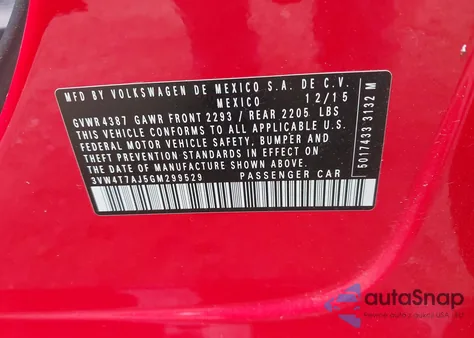 MFD BY VOLKSWAGEN DE MEXICO S.A. DE C.V.
MEXICO 12/15
GVWR 4387 GAWR FRONT 2293 / REAR 2205 LBS
THIS VEHICLE CONFORMS TO ALL APPLICABLE
FEDERAL MOTOR VEHICLE SAFETY, BUMPER AND
THEFT PREVENTION STANDARDS IN EFFECT ON
THE DATE OF MANUFACTURE SHOWN ABOVE
3VW4T7AJ5GM299529 PASSENGER CAR
5017433 3132 M
autaSnap